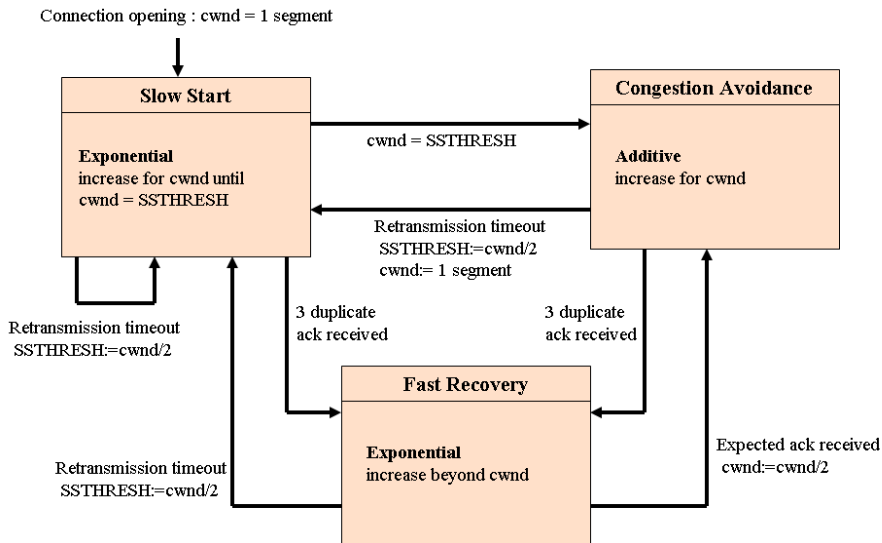 Connection opening : cwnd = 1 segment
Slow Start
Exponential
increase for cwnd until
cwnd = SSTHRESH
cwnd = SSTHRESH
Congestion Avoidance
Additive
increase for cwnd
Retransmission timeout
SSTHRESH:=cwnd/2
cwnd:= 1 segment
Retransmission timeout
SSTHRESH:=cwnd/2
3 duplicate
ack received
3 duplicate
ack received
Fast Recovery
Exponential
increase beyond cwnd
Retransmission timeout
SSTHRESH:=cwnd/2
Expected ack received
cwnd:=cwnd/2